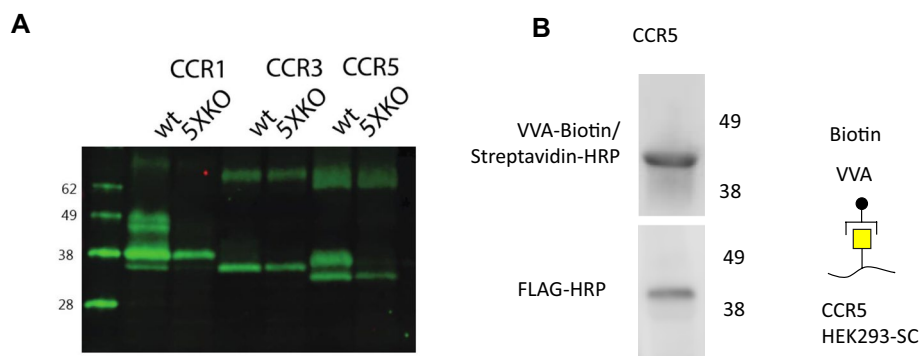 A
CCR1 CCR3 CCR5
wt 5XKO wt 5XKO wt 5XKO
62
49
38
28
B
CCR5
VVA-Biotin/
Streptavidin-HRP
49
38
FLAG-HRP
49
38
Biotin
VVA
CCR5
HEK293-SC